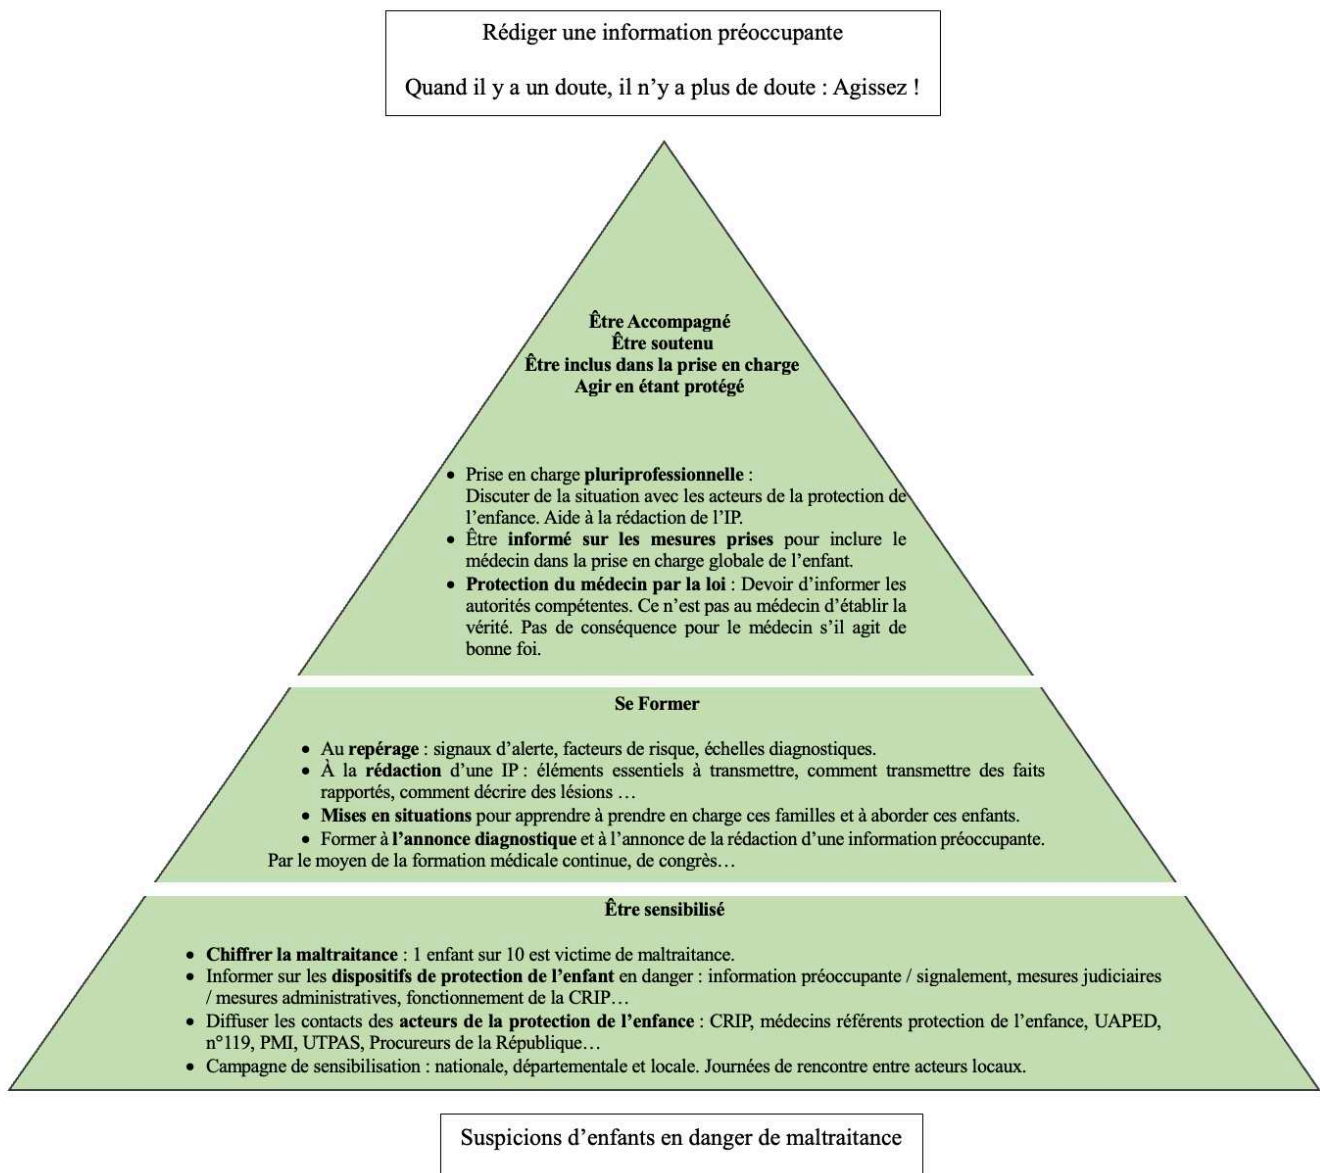 Rédiger une information préoccupante
Quand il y a un doute, il n’y a plus de doute : Agissez !
Être Accompagné
Être soutenu
Être inclus dans la prise en charge
Agir en étant protégé
• Prise en charge pluriprofessionnelle :
Discuter de la situation avec les acteurs de la protection de
l’enfance. Aide à la rédaction de l’IP.
• Être informé sur les mesures prises pour inclure le
médecin dans la prise en charge globale de l’enfant.
• Protection du médecin par la loi : Devoir d’informer les
autorités compétentes. Ce n’est pas au médecin d’établir la
vérité. Pas de conséquence pour le médecin s’il agit de
bonne foi.
Se Former
• Au repérage : signaux d’alerte, facteurs de risque, échelles diagnostiques.
• À la rédaction d’une IP : éléments essentiels à transmettre, comment transmettre des faits
rapportés, comment décrire des lésions …
• Mises en situations pour apprendre à prendre en charge ces familles et à aborder ces enfants.
• Former à l’annonce diagnostique et à l’annonce de la rédaction d’une information préoccupante.
Par le moyen de la formation médicale continue, de congrès…
Être sensibilisé
• Chiffrer la maltraitance : 1 enfant sur 10 est victime de maltraitance.
• Informer sur les dispositifs de protection de l’enfant en danger : information préoccupante / signalement, mesures judiciaires
/ mesures administratives, fonctionnement de la CRIP…
• Diffuser les contacts des acteurs de la protection de l’enfance : CRIP, médecins référents protection de l’enfance, UAPED,
n°119, PMI, UTPAS, Procureurs de la République…
• Campagne de sensibilisation : nationale, départementale et locale. Journées de rencontre entre acteurs locaux.
Suspicions d’enfants en danger de maltraitance